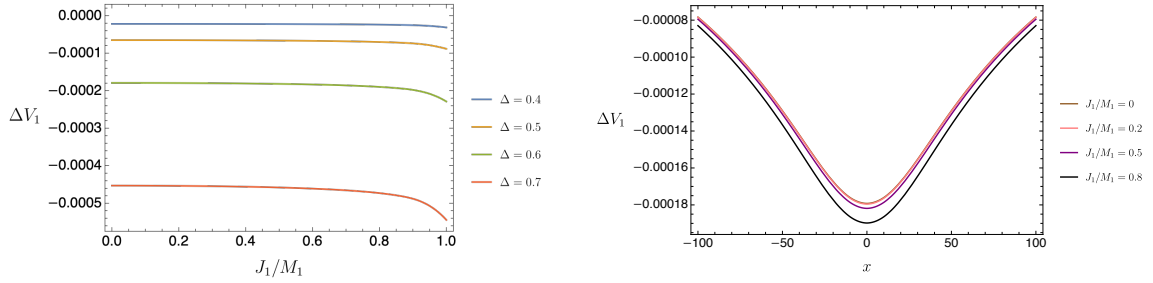 0.0000
−0.0001
−0.0002
−0.0003
−0.0004
−0.0005
ΔV₁
0.0 0.2 0.4 0.6 0.8 1.0
J₁/M₁
Δ = 0.4
Δ = 0.5
Δ = 0.6
Δ = 0.7
−0.00008
−0.00010
−0.00012
−0.00014
−0.00016
−0.00018
ΔV₁
−100 −50 0 50 100
x
J₁/M₁ = 0
J₁/M₁ = 0.2
J₁/M₁ = 0.5
J₁/M₁ = 0.8